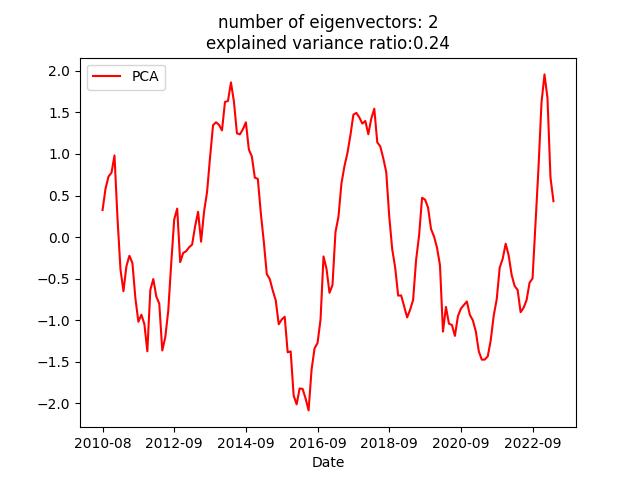 number of eigenvectors: 2
explained variance ratio:0.24
PCA
2.0
1.5
1.0
0.5
0.0
−0.5
−1.0
−1.5
−2.0
2010-08 2012-09 2014-09 2016-09 2018-09 2020-09 2022-09
Date